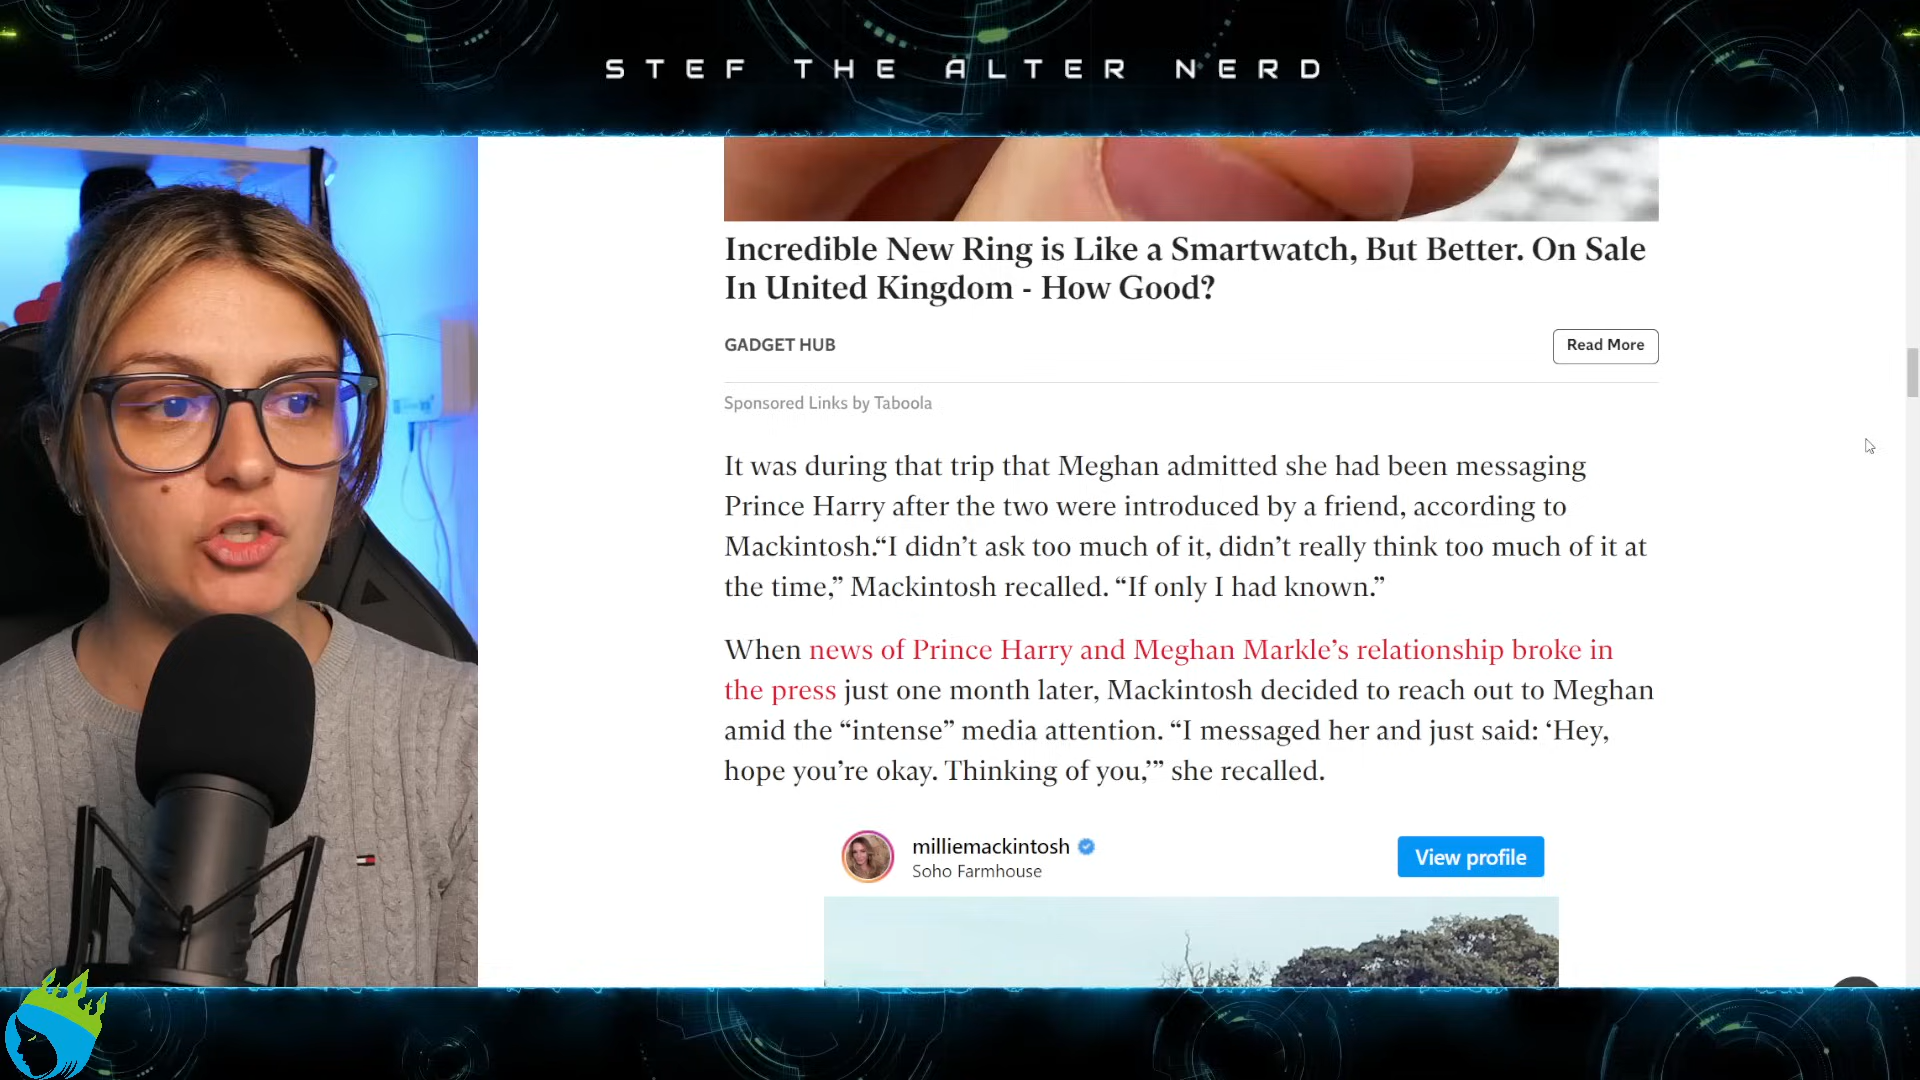 STEF THE ALTER NERD
Incredible New Ring is Like a Smartwatch, But Better. On Sale
In United Kingdom - How Good?
GADGET HUB
Read More
Sponsored Links by Taboola
It was during that trip that Meghan admitted she had been messaging
Prince Harry after the two were introduced by a friend, according to
Mackintosh.“I didn’t ask too much of it, didn’t really think too much of it at
the time,” Mackintosh recalled. “If only I had known.”
When news of Prince Harry and Meghan Markle’s relationship broke in
the press just one month later, Mackintosh decided to reach out to Meghan
amid the “intense” media attention. “I messaged her and just said: ‘Hey,
hope you’re okay. Thinking of you,’” she recalled.
milliemackintosh
Soho Farmhouse
View profile